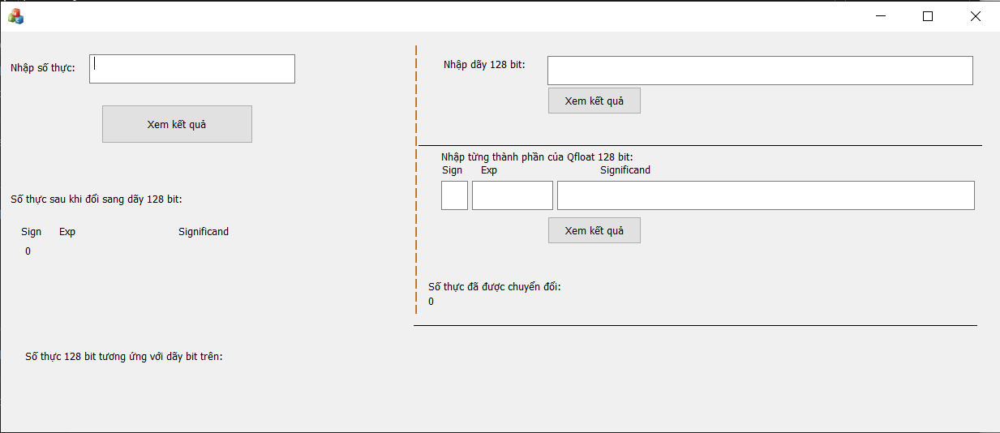 Nhập số thực:
Xem kết quả
Số thực sau khi đổi sang dãy 128 bit:
Sign Exp Significand
0
Số thực 128 bit tương ứng với dãy bit trên:
Nhập dãy 128 bit:
Xem kết quả
Nhập từng thành phần của Qfloat 128 bit:
Sign Exp Significand
Xem kết quả
Số thực đã được chuyển đổi:
0